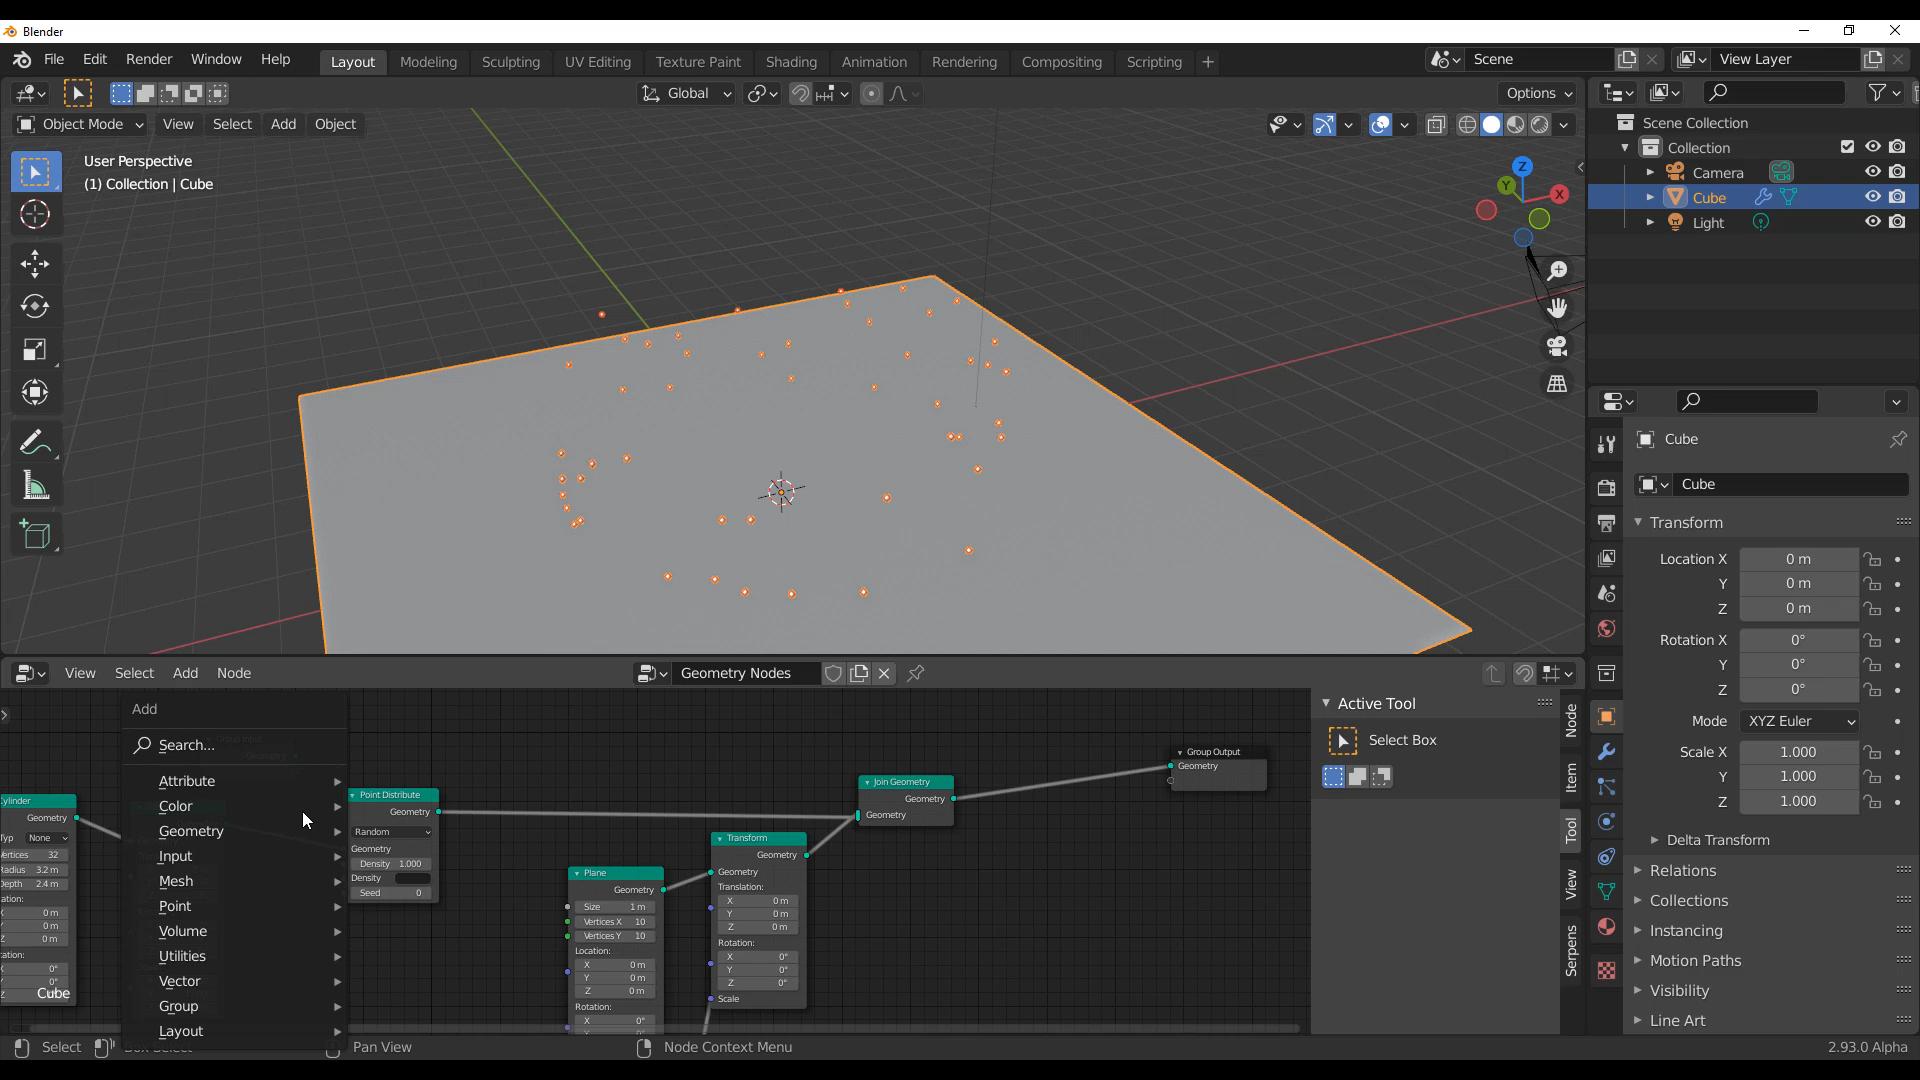 Blender
File Edit Render Window Help
Layout Modeling Sculpting UV Editing Texture Paint Shading Animation Rendering Compositing Scripting +
Scene
View Layer
Global
Options
Object Mode View Select Add Object
User Perspective
(1) Collection | Cube
Z
Y
X
Scene Collection
Collection
Camera
Cube
Light
Cube
Cube
Transform
Location X 0 m
Y 0 m
Z 0 m
Rotation X 0°
Y 0°
Z 0°
Mode XYZ Euler
Scale X 1.000
Y 1.000
Z 1.000
Delta Transform
Relations
Collections
Instancing
Motion Paths
Visibility
Line Art
View Select Add Node
Geometry Nodes
Add
Search...
Attribute
Color
Geometry
Input
Mesh
Point
Volume
Utilities
Vector
Group
Layout
Cylinder
Geometry
None
32
3.2 m
2.4 m
0 m
0 m
0 m
0°
0°
Cube
Point Distribute
Geometry
Random
Geometry
Density 1.000
Density
Seed 0
Plane
Geometry
Size 1 m
Vertices X 10
Vertices Y 10
Location:
X 0 m
Y 0 m
Z 0 m
Rotation:
X 0°
Transform
Geometry
Geometry
Translation:
X 0 m
Y 0 m
Z 0 m
Rotation:
X 0°
Y 0°
Z 0°
Scale
Join Geometry
Geometry
Geometry
Group Output
Geometry
Active Tool
Select Box
Node
Item
Tool
View
Serpens
Select
Pan View
Node Context Menu
2.93.0 Alpha